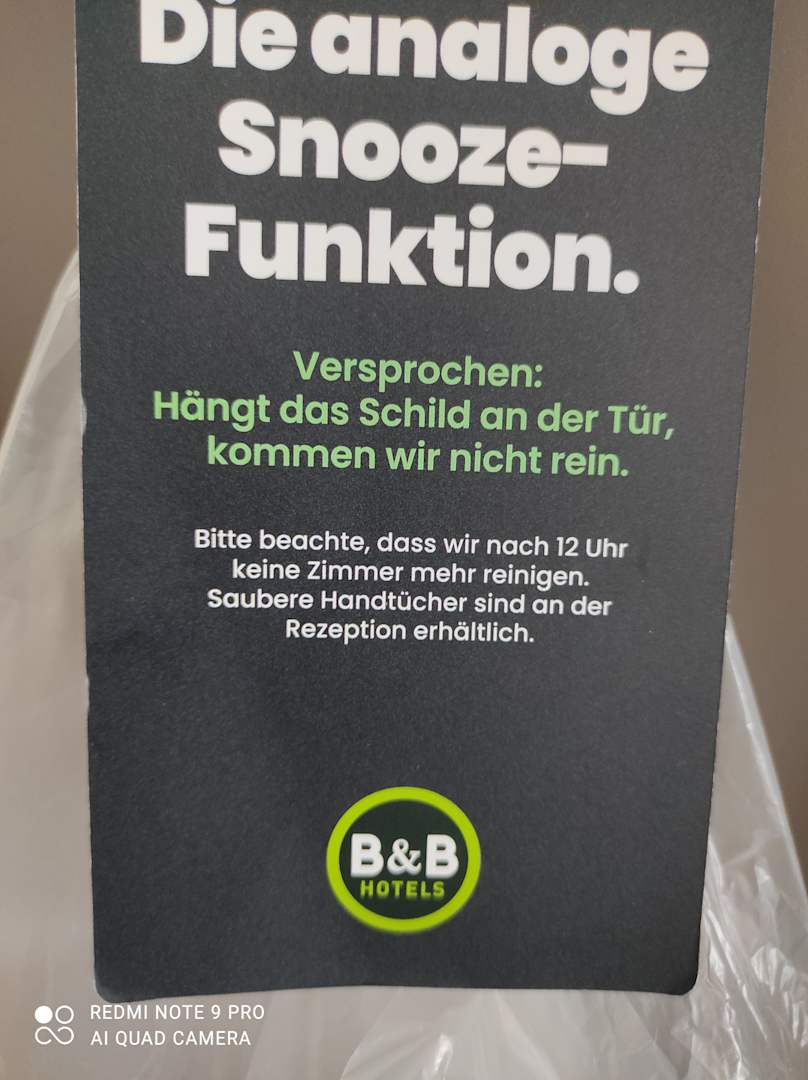 Die analoge
Snooze-
Funktion.
Versprochen:
Hängt das Schild an der Tür,
kommen wir nicht rein.
Bitte beachte, dass wir nach 12 Uhr
keine Zimmer mehr reinigen.
Saubere Handtücher sind an der
Rezeption erhältlich.
B&B
HOTELS
REDMI NOTE 9 PRO
AI QUAD CAMERA